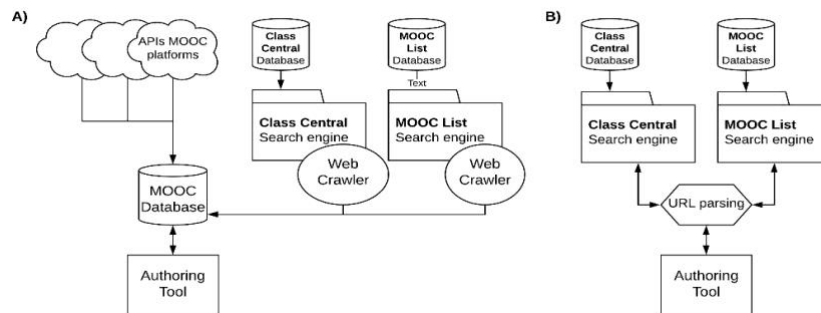 A)
APIs MOOC
platforms
Class
Central
Database
MOOC
List
Database
Text
Class Central
Search engine
MOOC List
Search engine
Web
Crawler
Web
Crawler
MOOC
Database
Authoring
Tool
B)
Class
Central
Database
MOOC
List
Database
Class Central
Search engine
MOOC List
Search engine
URL parsing
Authoring
Tool